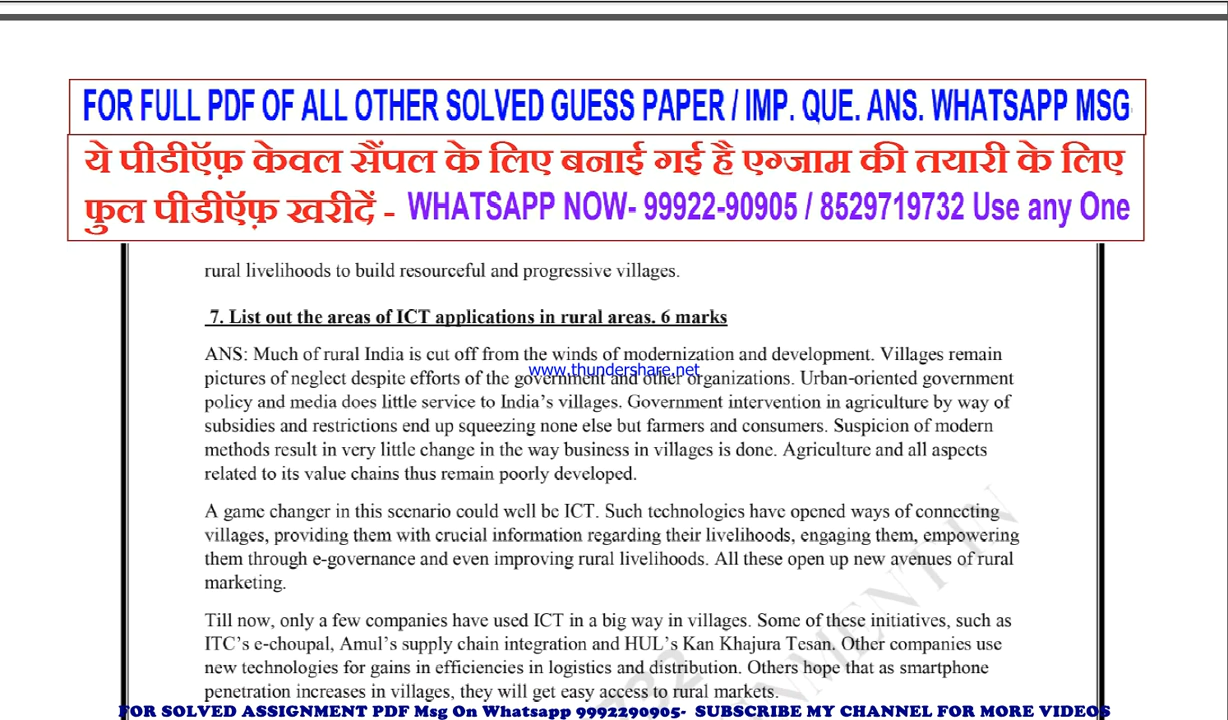 FOR FULL PDF OF ALL OTHER SOLVED GUESS PAPER / IMP. QUE. ANS. WHATSAPP MSG
ये पीडीऍफ़ केवल सैंपल के लिए बनाई गई है एग्जाम की तयारी के लिए
फुल पीडीऍफ़ खरीदें - WHATSAPP NOW- 99922-90905 / 8529719732 Use any One
rural livelihoods to build resourceful and progressive villages.
7. List out the areas of ICT applications in rural areas. 6 marks
ANS: Much of rural India is cut off from the winds of modernization and development. Villages remain
www.thundershare.net
pictures of neglect despite efforts of the government and other organizations. Urban-oriented government
policy and media does little service to India's villages. Government intervention in agriculture by way of
subsidies and restrictions end up squeezing none else but farmers and consumers. Suspicion of modern
methods result in very little change in the way business in villages is done. Agriculture and all aspects
related to its value chains thus remain poorly developed.
A game changer in this scenario could well be ICT. Such technologies have opened ways of connecting
villages, providing them with crucial information regarding their livelihoods, engaging them, empowering
them through e-governance and even improving rural livelihoods. All these open up new avenues of rural
marketing.
Till now, only a few companies have used ICT in a big way in villages. Some of these initiatives, such as
ITC's e-choupal, Amul's supply chain integration and HUL's Kan Khajura Tesan. Other companies use
new technologies for gains in efficiencies in logistics and distribution. Others hope that as smartphone
penetration increases in villages, they will get easy access to rural markets.
FOR SOLVED ASSIGNMENT PDF Msg On Whatsapp 9992290905- SUBSCRIBE MY CHANNEL FOR MORE VIDEOS